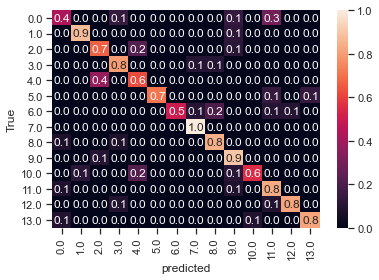 0.0 0.4 0.0 0.0 0.1 0.0 0.0 0.0 0.0 0.0 0.1 0.0 0.3 0.0 0.0
1.0 0.0 0.9 0.0 0.0 0.0 0.0 0.0 0.0 0.0 0.1 0.0 0.0 0.0 0.0
2.0 0.0 0.0 0.7 0.0 0.2 0.0 0.0 0.0 0.0 0.1 0.0 0.0 0.0 0.0
3.0 0.0 0.0 0.0 0.8 0.0 0.0 0.0 0.1 0.1 0.0 0.0 0.0 0.0 0.0
4.0 0.0 0.0 0.4 0.0 0.6 0.0 0.0 0.0 0.0 0.0 0.0 0.0 0.0 0.0
5.0 0.0 0.0 0.0 0.0 0.0 0.7 0.0 0.0 0.0 0.0 0.0 0.1 0.0 0.1
6.0 0.0 0.0 0.0 0.0 0.0 0.0 0.5 0.1 0.2 0.0 0.0 0.1 0.1 0.0
7.0 0.0 0.0 0.0 0.0 0.0 0.0 0.0 1.0 0.0 0.0 0.0 0.0 0.0 0.0
8.0 0.1 0.0 0.0 0.1 0.0 0.0 0.0 0.0 0.8 0.0 0.0 0.0 0.0 0.0
9.0 0.0 0.0 0.1 0.0 0.0 0.0 0.0 0.0 0.0 0.9 0.0 0.0 0.0 0.0
10.0 0.0 0.1 0.0 0.0 0.2 0.0 0.0 0.0 0.0 0.1 0.6 0.0 0.0 0.0
11.0 0.1 0.0 0.0 0.0 0.0 0.0 0.0 0.0 0.0 0.1 0.0 0.8 0.0 0.0
12.0 0.0 0.0 0.0 0.1 0.0 0.0 0.0 0.0 0.0 0.0 0.0 0.1 0.8 0.0
13.0 0.1 0.0 0.0 0.0 0.0 0.0 0.0 0.0 0.0 0.0 0.1 0.0 0.0 0.8
True
0.0 1.0 2.0 3.0 4.0 5.0 6.0 7.0 8.0 9.0 10.0 11.0 12.0 13.0
predicted
1.0
0.8
0.6
0.4
0.2
0.0